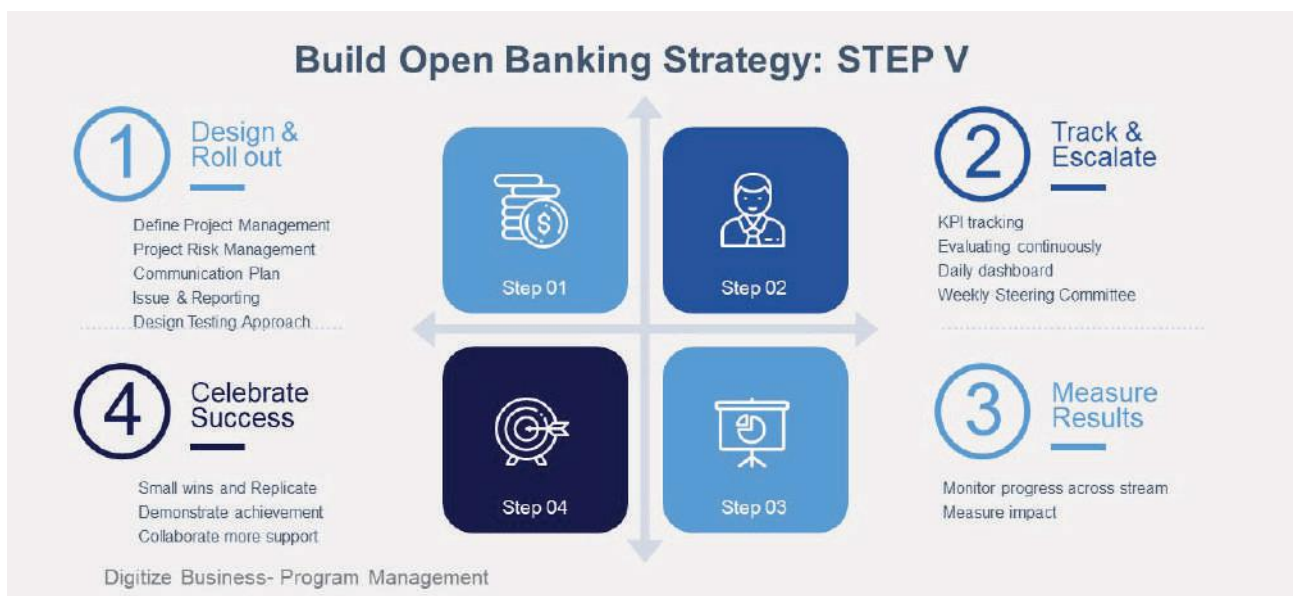 Build Open Banking Strategy: STEP V
1
Design &
Roll out
Define Project Management
Project Risk Management
Communication Plan
Issue & Reporting
Design Testing Approach
Step 01
Step 02
2
Track &
Escalate
KPI tracking
Evaluating continuously
Daily dashboard
Weekly Steering Committee
4
Celebrate
Success
Small wins and Replicate
Demonstrate achievement
Collaborate more support
Step 04
Step 03
3
Measure
Results
Monitor progress across stream
Measure impact
Digitize Business- Program Management